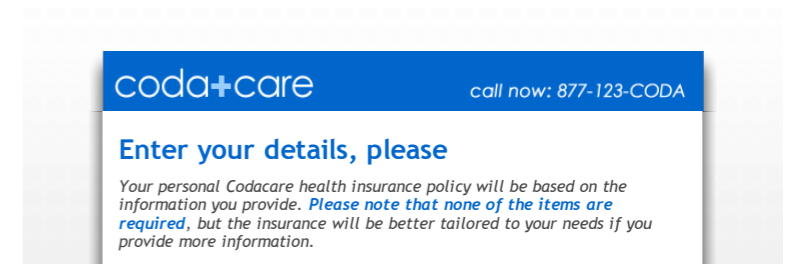 coda+care
call now: 877-123-CODA
Enter your details, please
Your personal Codacare health insurance policy will be based on the
information you provide. Please note that none of the items are
required, but the insurance will be better tailored to your needs if you
provide more information.